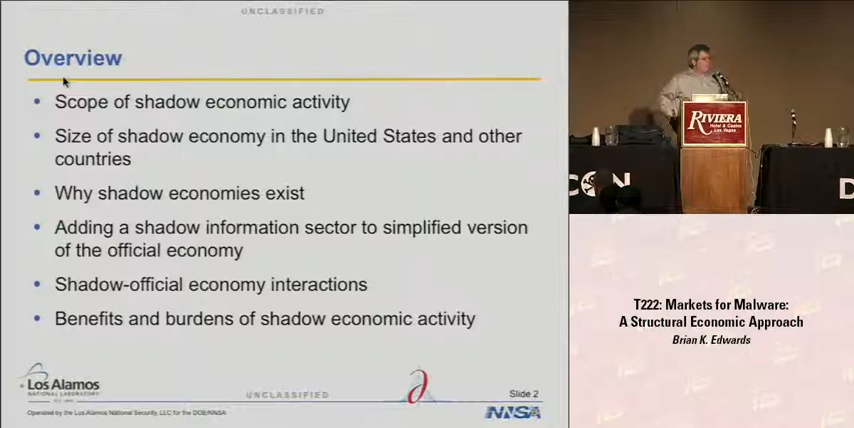 UNCLASSIFIED
Overview
• Scope of shadow economic activity
• Size of shadow economy in the United States and other
countries
• Why shadow economies exist
• Adding a shadow information sector to simplified version
of the official economy
• Shadow-official economy interactions
• Benefits and burdens of shadow economic activity
Los Alamos
NATIONAL LABORATORY
UNCLASSIFIED
Slide 2
Operated by the Los Alamos National Security, LLC for the DOE/NNSA
NNSA
RIVIERA
Hotel & Casino
Las Vegas
CON
D
T222: Markets for Malware:
A Structural Economic Approach
Brian K. Edwards